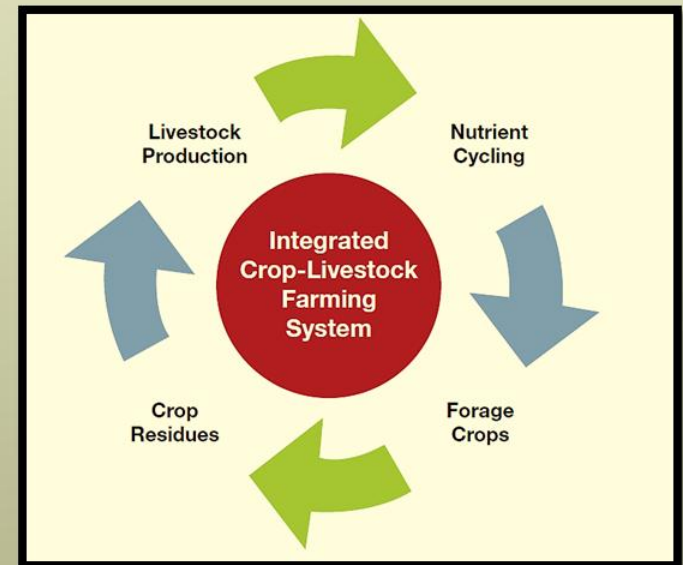 Livestock
Production
Nutrient
Cycling
Integrated
Crop-Livestock
Farming
System
Crop
Residues
Forage
Crops